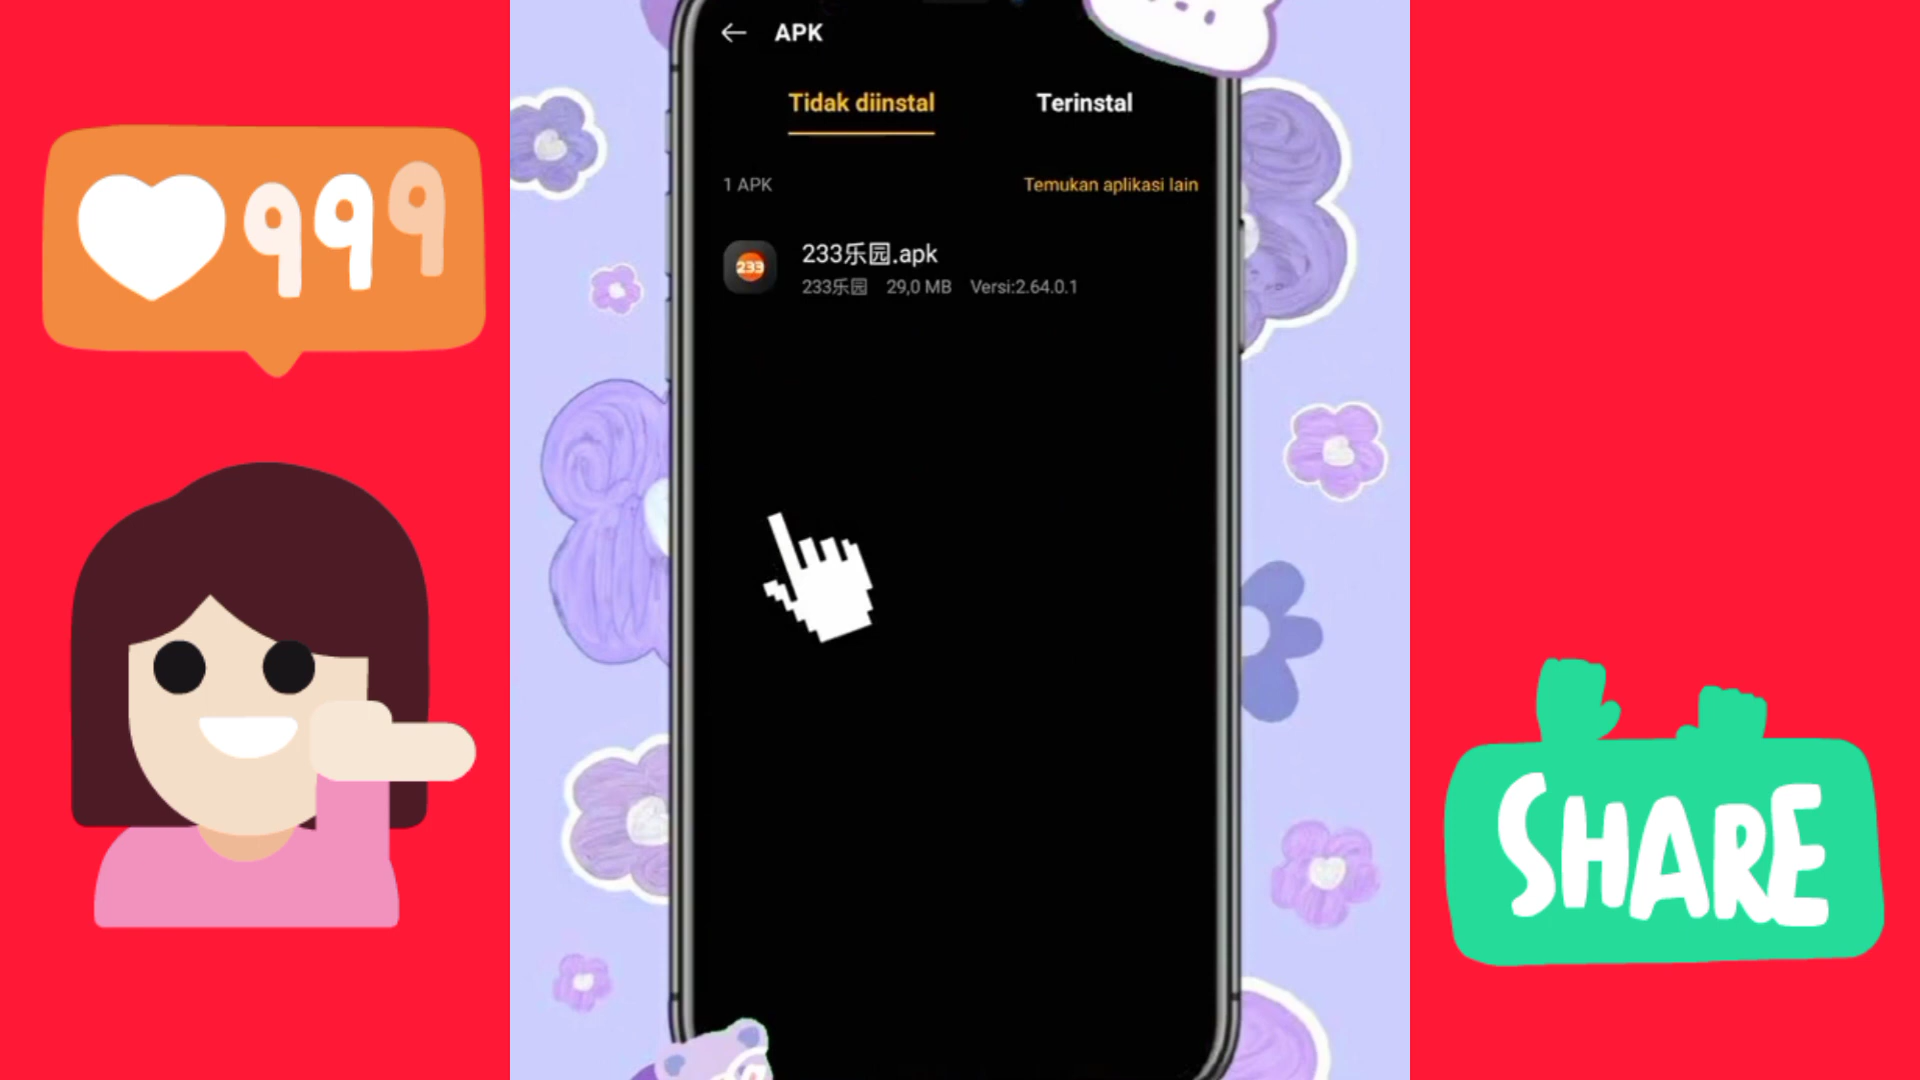 APK
Tidak diinstal
Terinstal
1 APK
Temukan aplikasi lain
233
233乐园.apk
233乐园 29,0 MB Versi:2.64.0.1
999
SHARE